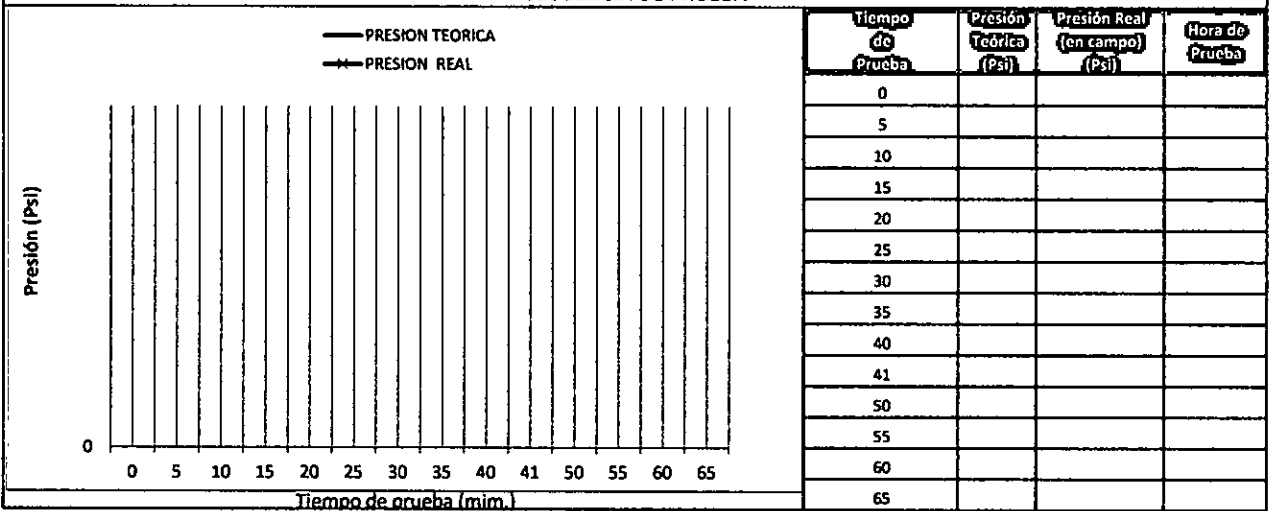 PRESION TEORICA
PRESION REAL
Presión (Psi)
0
0 5 10 15 20 25 30 35 40 41 50 55 60 65
Tiempo de prueba (mim.)
Tiempo de Prueba
Presión Teórica (Psi)
Presión Real (en campo) (Psi)
Hora de Prueba
0
5
10
15
20
25
30
35
40
41
50
55
60
65